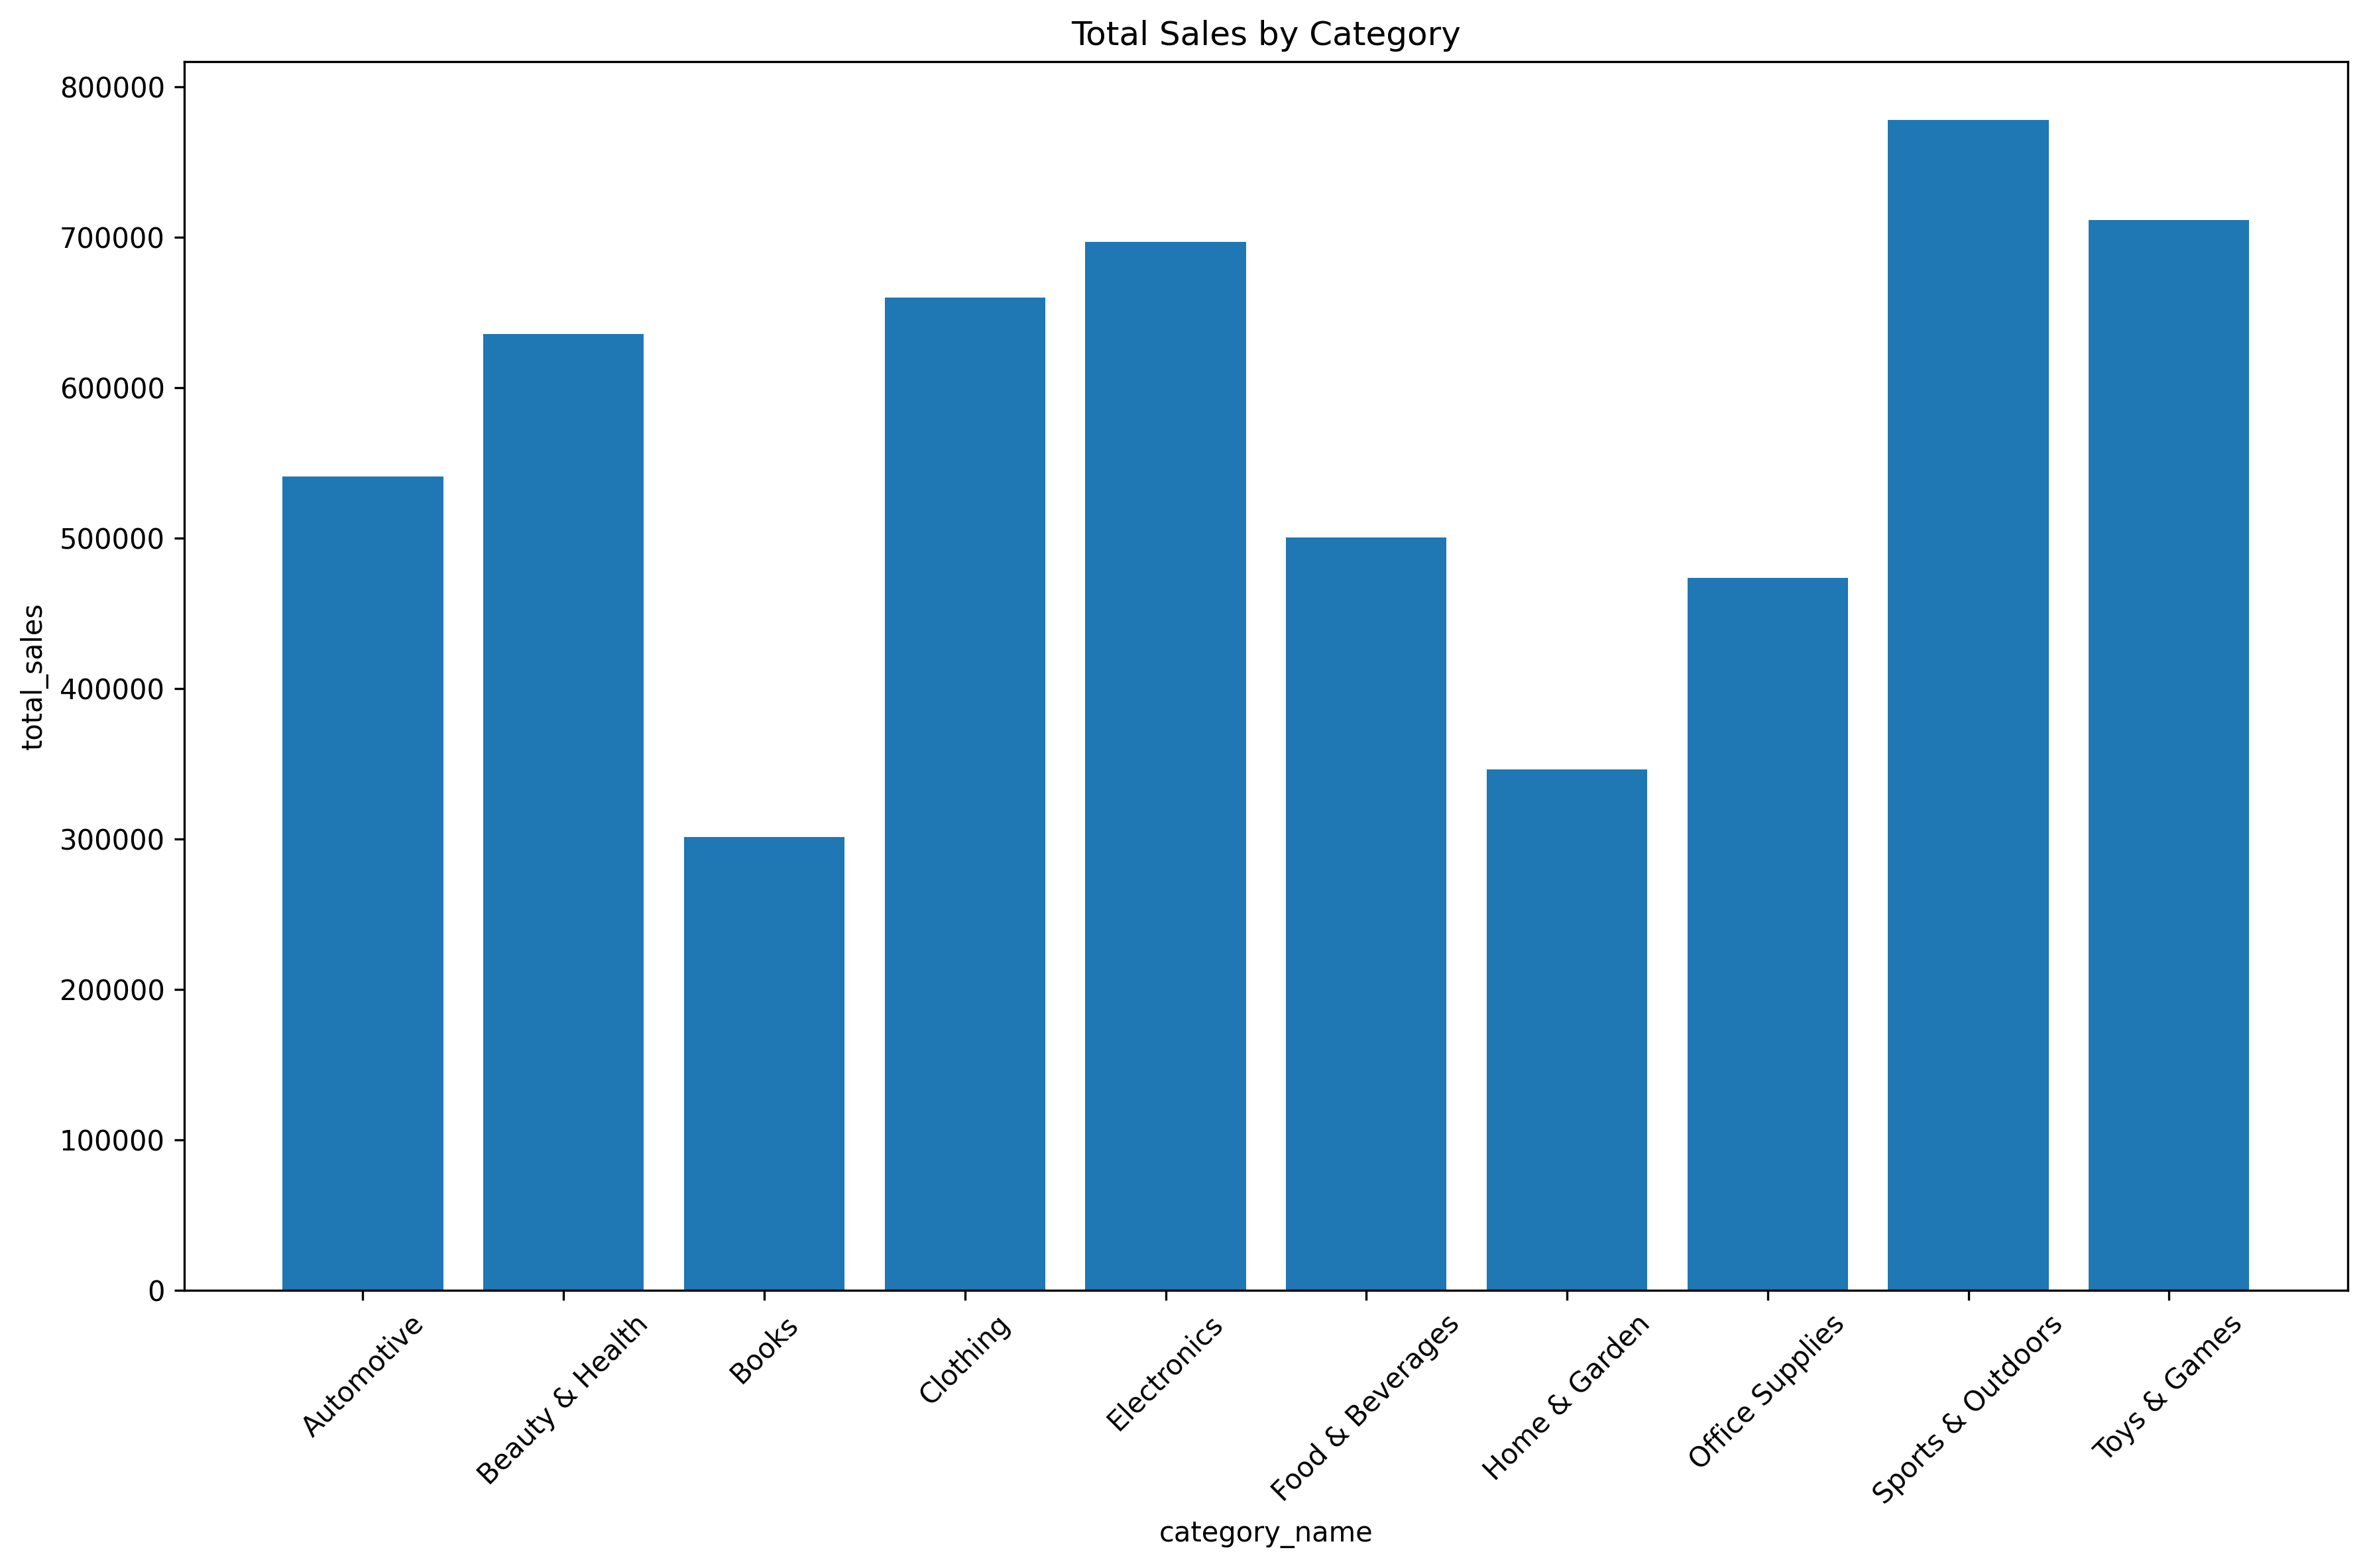 Total Sales by Category
total_sales
800000
700000
600000
500000
400000
300000
200000
100000
0
Automotive
Beauty & Health
Books
Clothing
Electronics
Food & Beverages
Home & Garden
Office Supplies
Sports & Outdoors
Toys & Games
category_name